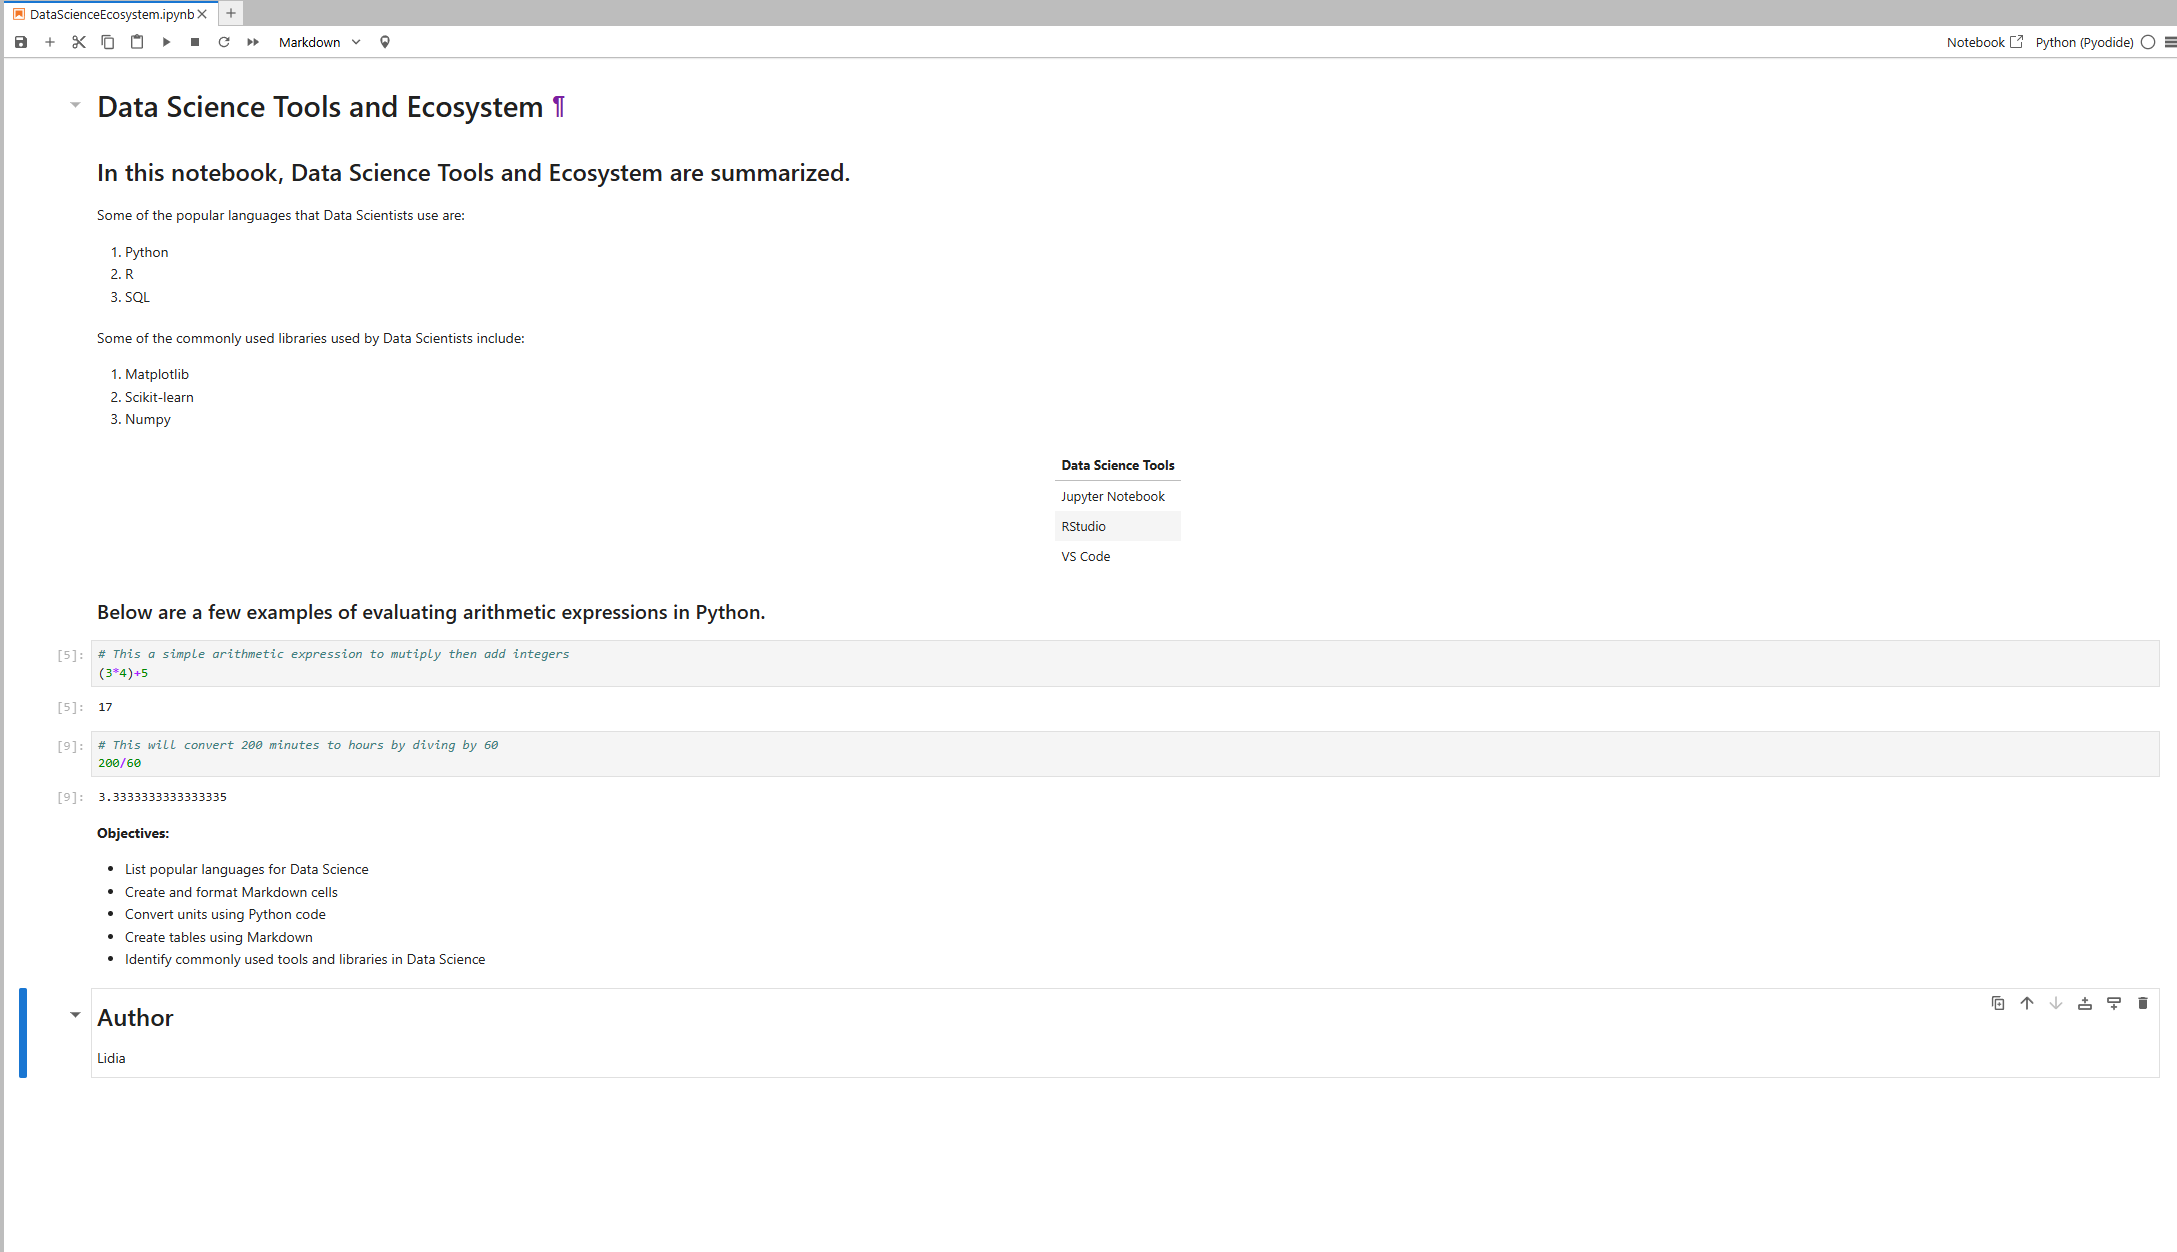 DataScienceEcosystem.ipynb
Markdown
Notebook Python (Pyodide)
Data Science Tools and Ecosystem ¶
In this notebook, Data Science Tools and Ecosystem are summarized.
Some of the popular languages that Data Scientists use are:
1. Python
2. R
3. SQL
Some of the commonly used libraries used by Data Scientists include:
1. Matplotlib
2. Scikit-learn
3. Numpy
Data Science Tools
Jupyter Notebook
RStudio
VS Code
Below are a few examples of evaluating arithmetic expressions in Python.
[5]: # This a simple arithmetic expression to mutiply then add integers
(3*4)+5
[5]: 17
[9]: # This will convert 200 minutes to hours by diving by 60
200/60
[9]: 3.3333333333333335
Objectives:
• List popular languages for Data Science
• Create and format Markdown cells
• Convert units using Python code
• Create tables using Markdown
• Identify commonly used tools and libraries in Data Science
Author
Lidia